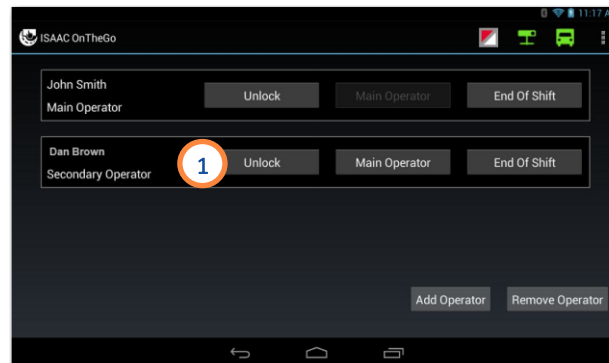 11:17 A
ISAAC OnTheGo
John Smith
Main Operator
Unlock
Main Operator
End Of Shift
Dan Brown
Secondary Operator
1
Unlock
Main Operator
End Of Shift
Add Operator
Remove Operator